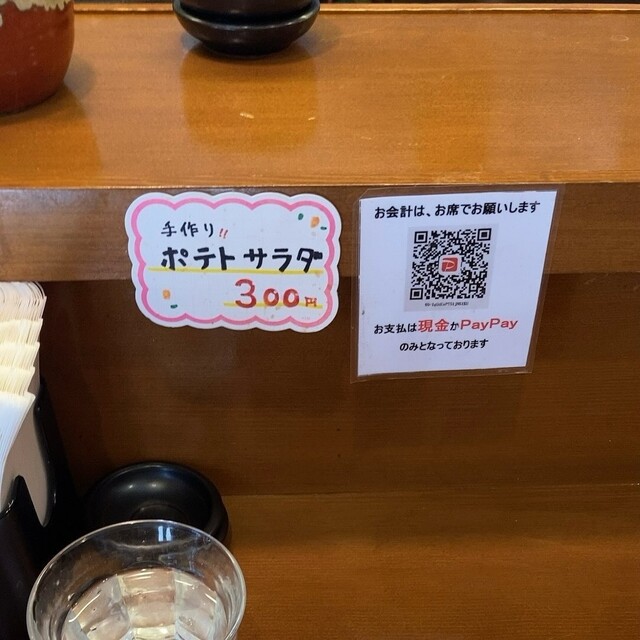 手作り!!
ポテトサラダ
300円
お会計は、お席でお願いします
お支払は現金かPayPay
のみとなっております